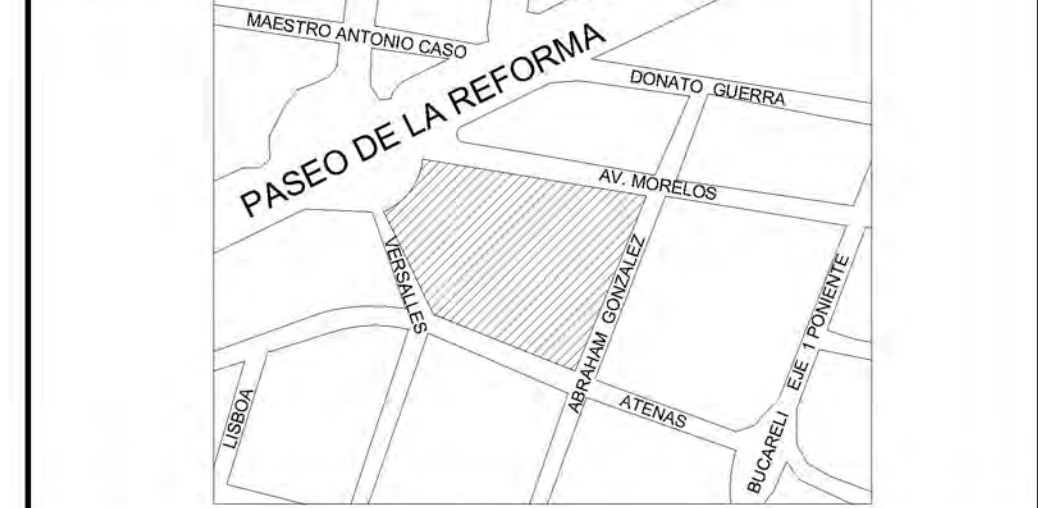 MAESTRO ANTONIO CASO
PASEO DE LA REFORMA
DONATO GUERRA
AV. MORELOS
VERSALLES
ABRAHAM GONZALEZ
EJE 1 PONIENTE
LISBOA
ATENAS
BUCARELI